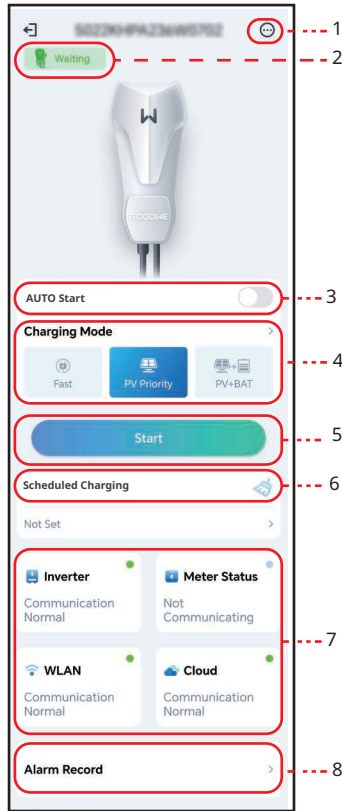 1
Waiting
2
GOODWE
AUTO Start
3
Charging Mode
4
Fast
PV Priority
PV+BAT
Start
5
Scheduled Charging
6
Not Set
Inverter
Meter Status
Communication
Normal
Not
Communicating
7
WLAN
Cloud
Communication
Normal
Communication
Normal
Alarm Record
8